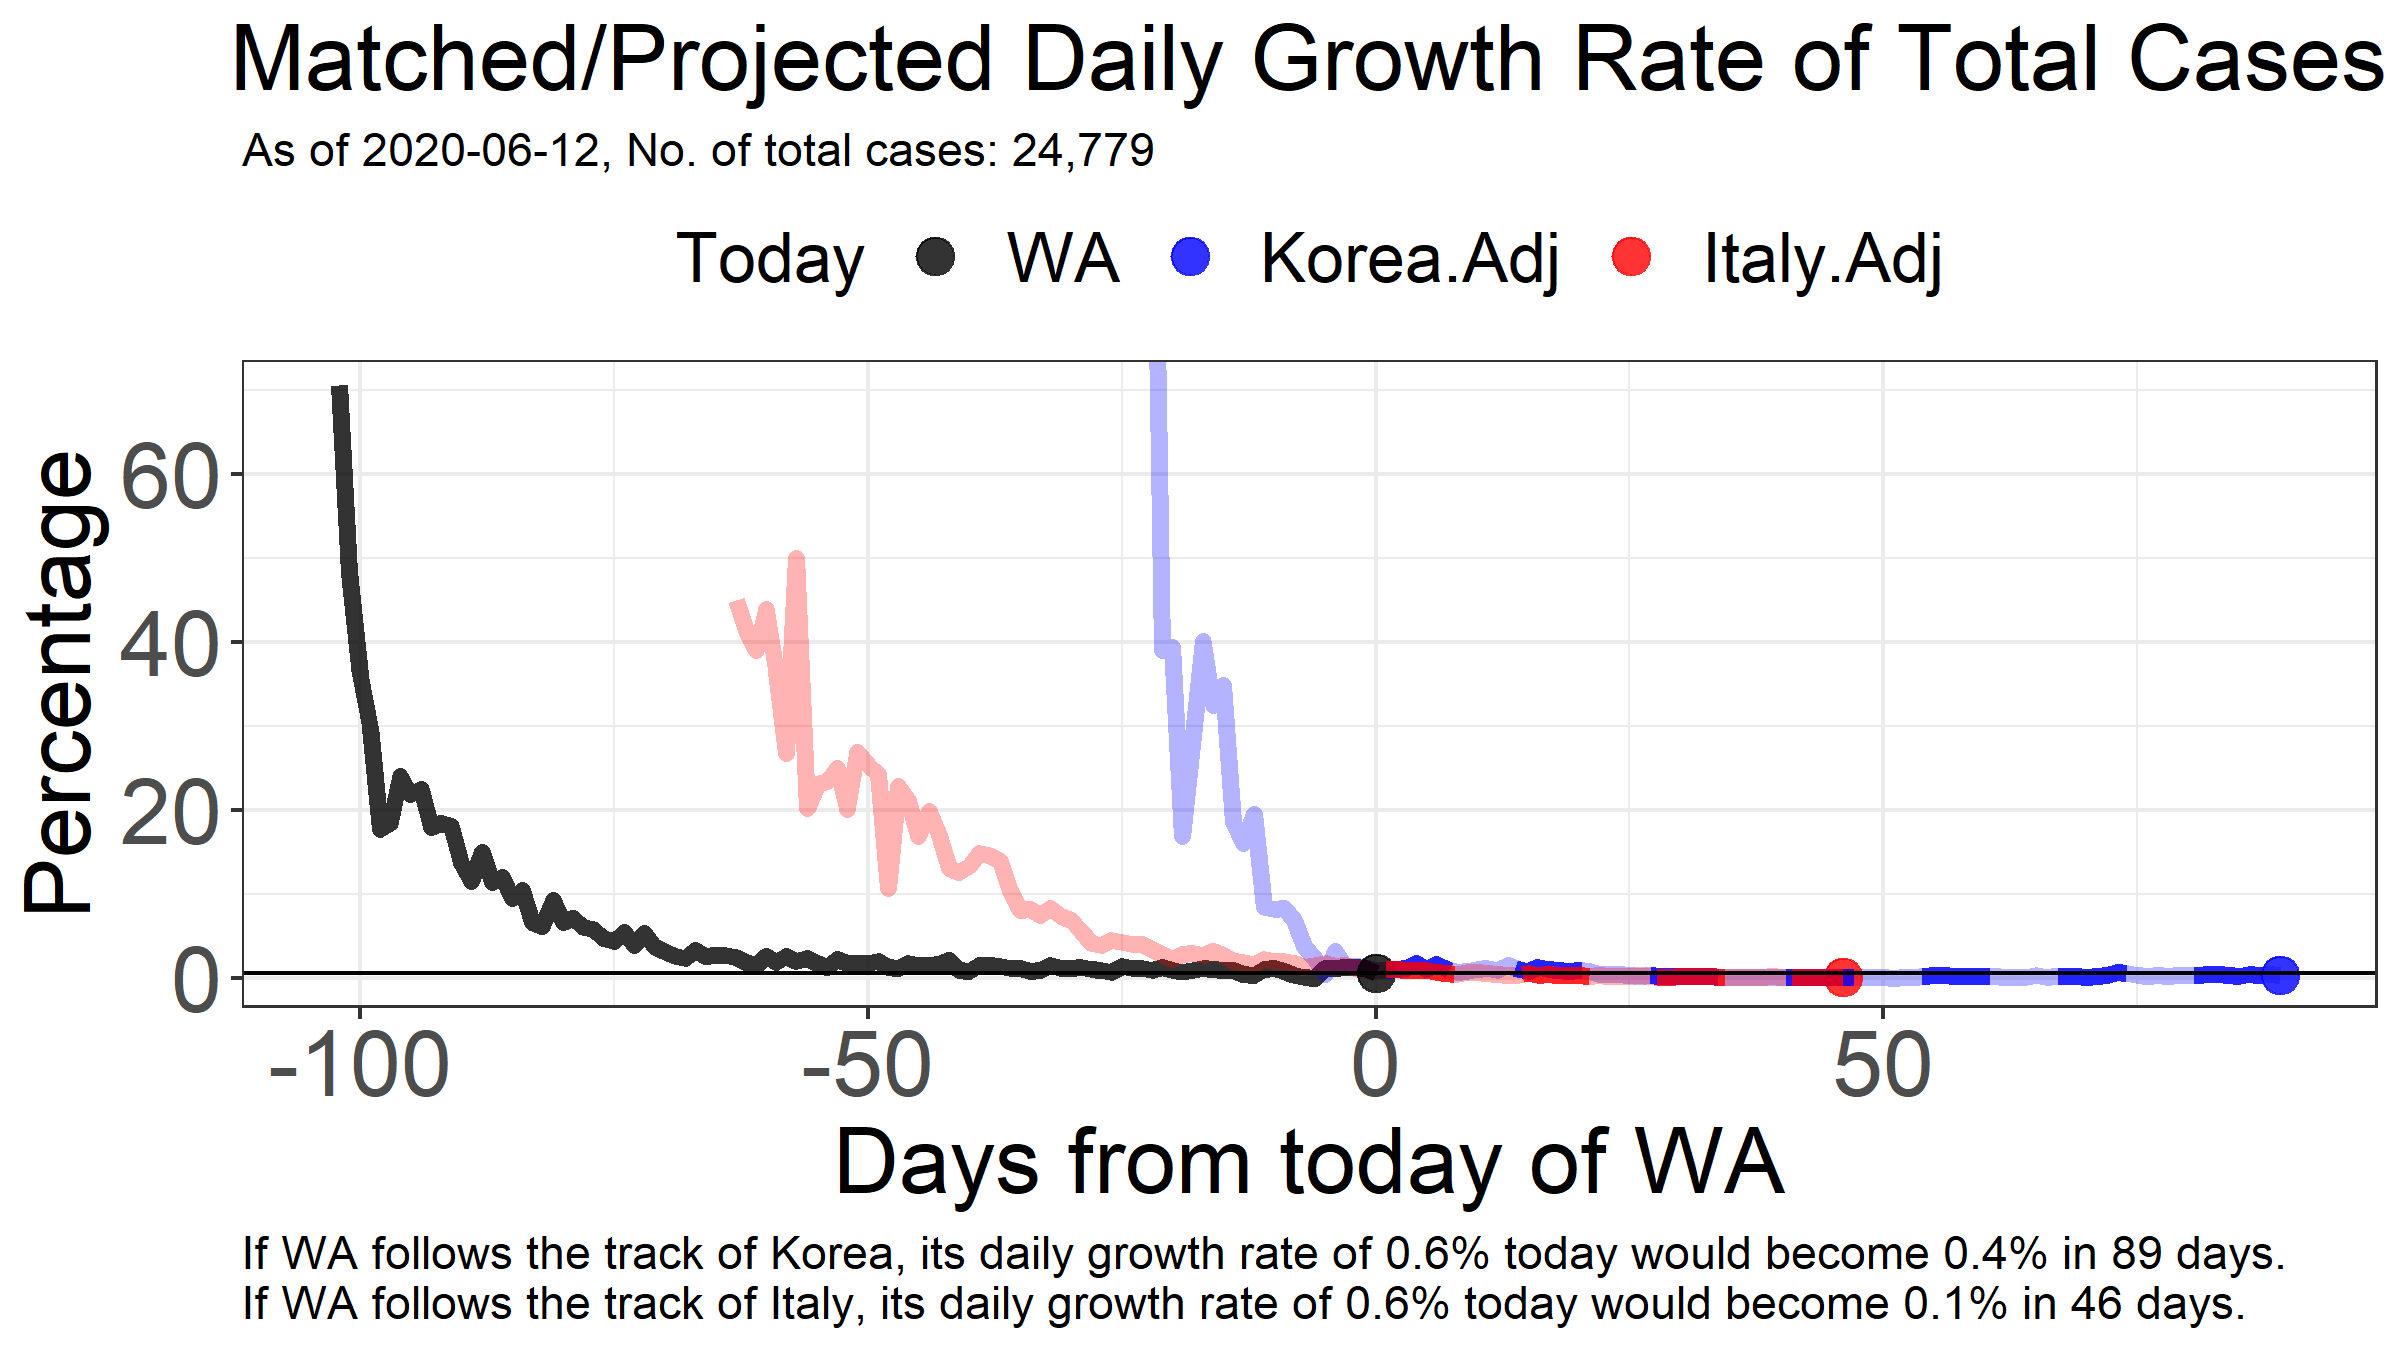 Matched/Projected Daily Growth Rate of Total Cases
As of 2020-06-12, No. of total cases: 24,779
Today WA Korea.Adj Italy.Adj
Percentage
60
40
20
0
-100 -50 0 50
Days from today of WA
If WA follows the track of Korea, its daily growth rate of 0.6% today would become 0.4% in 89 days.
If WA follows the track of Italy, its daily growth rate of 0.6% today would become 0.1% in 46 days.